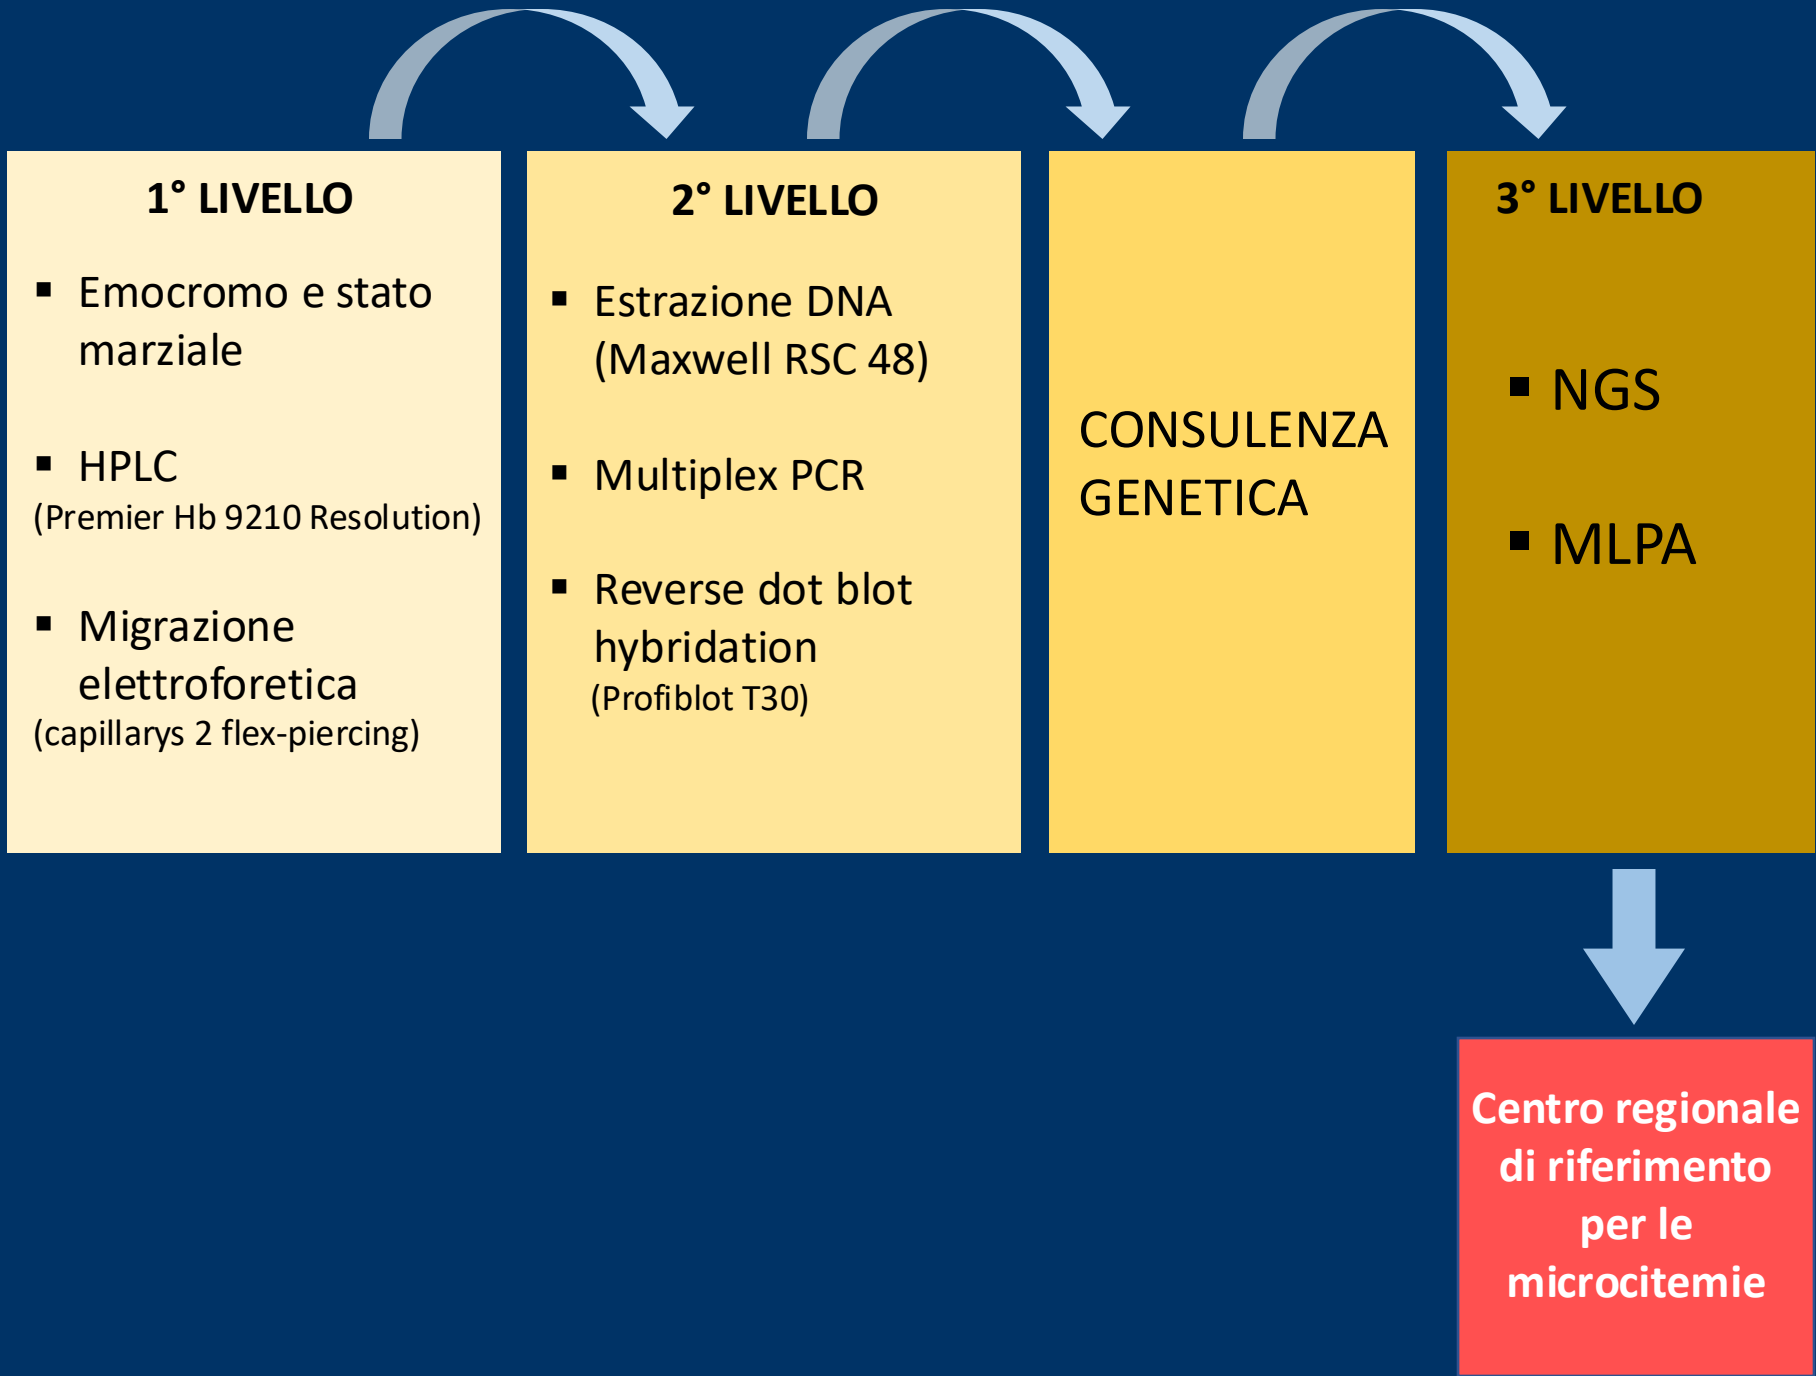 1° LIVELLO
▪ Emocromo e stato
marziale
▪ HPLC
(Premier Hb 9210 Resolution)
▪ Migrazione
elettroforetica
(capillarys 2 flex-piercing)
2° LIVELLO
▪ Estrazione DNA
(Maxwell RSC 48)
▪ Multiplex PCR
▪ Reverse dot blot
hybridation
(Profiblot T30)
CONSULENZA
GENETICA
3° LIVELLO
▪ NGS
▪ MLPA
Centro regionale
di riferimento
per le
microcitemie